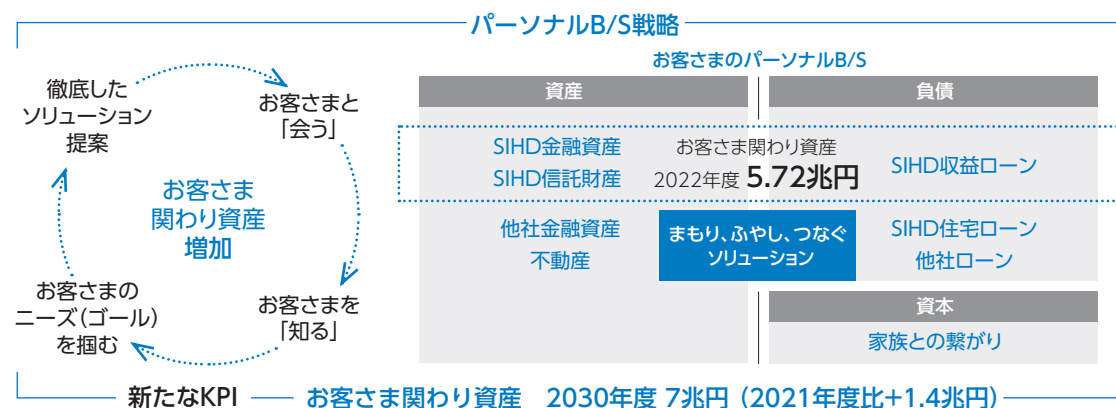 パーソナルB/S戦略
徹底した
ソリューション
提案
お客さまと
「会う」
お客さまを
「知る」
お客さまの
ニーズ（ゴール）
を掴む
お客さま
関わり資産
増加
お客さまのパーソナルB/S
資産
負債
SIHD金融資産
SIHD信託財産
お客さま関わり資産
2022年度 5.72兆円
SIHD収益ローン
他社金融資産
不動産
まもり、ふやし、つなぐ
ソリューション
SIHD住宅ローン
他社ローン
資本
家族との繋がり
新たなKPI お客さま関わり資産 2030年度 7兆円（2021年度比+1.4兆円）